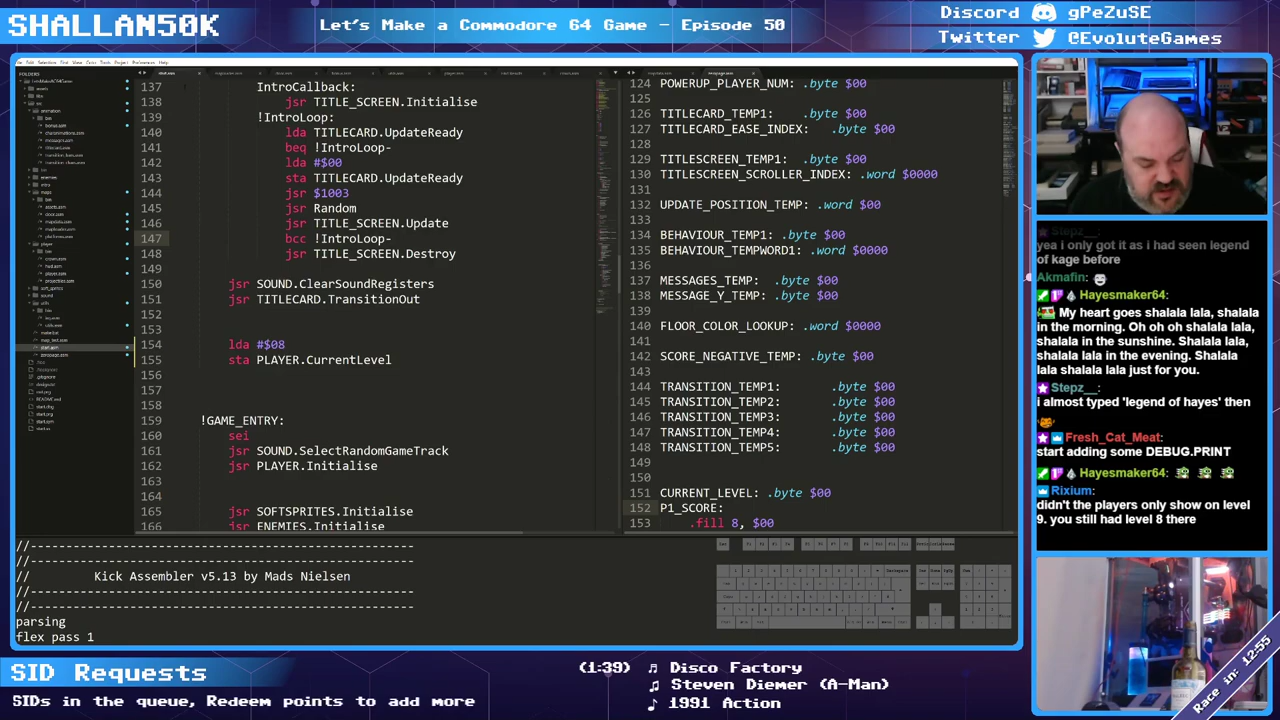 SHALLAN50K
Let's Make a Commodore 64 Game - Episode 50
Discord gPeZuSE
Twitter @EvoluteGames
FOLDERS
137 IntroCallback:
138 jsr TITLE_SCREEN.Initialise
139 !IntroLoop:
140 lda TITLECARD.UpdateReady
141 beq !IntroLoop-
142 lda #$00
143 sta TITLECARD.UpdateReady
144 jsr $1003
145 jsr Random
146 jsr TITLE_SCREEN.Update
147 bcc !IntroLoop-
148 jsr TITLE_SCREEN.Destroy
149
150 jsr SOUND.ClearSoundRegisters
151 jsr TITLECARD.TransitionOut
152
153
154 lda #$08
155 sta PLAYER.CurrentLevel
156
157
158
159 !GAME_ENTRY:
160 sei
161 jsr SOUND.SelectRandomGameTrack
162 jsr PLAYER.Initialise
163
164
165 jsr SOFTSPRITES.Initialise
166 jsr ENEMIES.Initialise
124 POWERUP_PLAYER_NUM: .byte $00
125
126 TITLECARD_TEMP1: .byte $00
127 TITLECARD_EASE_INDEX: .byte $00
128
129 TITLESCREEN_TEMP1: .byte $00
130 TITLESCREEN_SCROLLER_INDEX: .word $0000
131
132 UPDATE_POSITION_TEMP: .word $00
133
134 BEHAVIOUR_TEMP1: .byte $00
135 BEHAVIOUR_TEMPWORD1: .word $00
136
137 MESSAGES_TEMP: .byte $00
138 MESSAGE_Y_TEMP: .byte $00
139
140 FLOOR_COLOR_LOOKUP: .word $0000
141
142 SCORE_NEGATIVE_TEMP: .byte $00
143
144 TRANSITION_TEMP1: .byte $00
145 TRANSITION_TEMP2: .byte $00
146 TRANSITION_TEMP3: .byte $00
147 TRANSITION_TEMP4: .byte $00
148 TRANSITION_TEMP5: .byte $00
149
150
151 CURRENT_LEVEL: .byte $00
152 P1_SCORE:
153 .fill 8, $00
Stepz__:
yea i only got it as i had seen legend
of kage before
Akmafin:
Hayesmaker64:
My heart goes shalala lala, shalala
in the morning. Oh oh oh shalala lala,
shalala in the sunshine. Shalala lala,
shalala lala in the evening. Shalala
lala shalala lala just for you.
Stepz__:
i almost typed 'legend of hayes' then
Fresh_Cat_Meat:
start adding some DEBUG.PRINT
Hayesmaker64:
Rixium:
didn't the players only show on level
9. you still had level 8 there
//------------------------------------------------------
//------------------------------------------------------
// Kick Assembler v5.13 by Mads Nielsen
//------------------------------------------------------
//------------------------------------------------------
parsing
flex pass 1
SID Requests
SIDs in the queue, Redeem points to add more
(1:39) ♫ Disco Factory
♫ Steven Diemer (A-Man)
♪ 1991 Action
Race in: 12:55